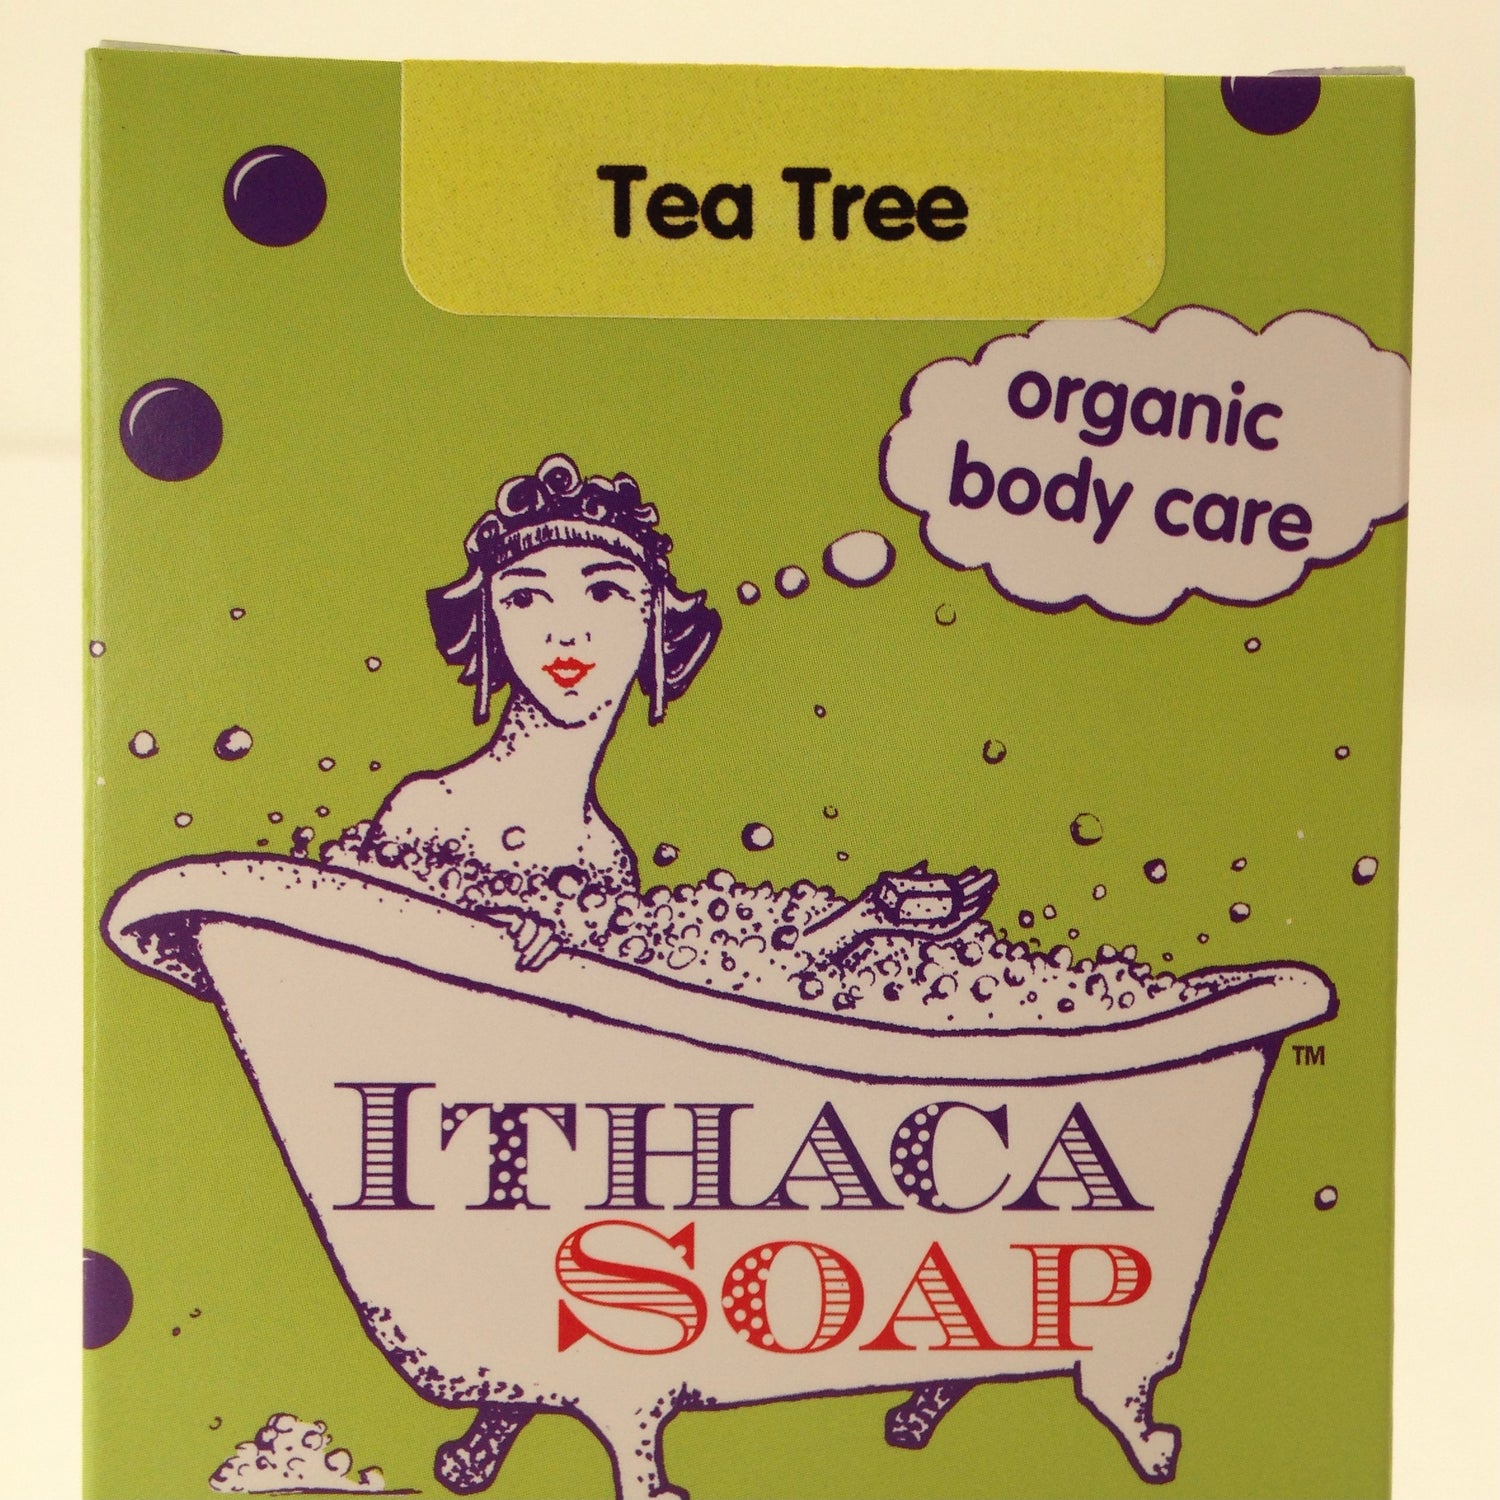 Tea Tree
organic
body care
TM
ITHACA
SOAP